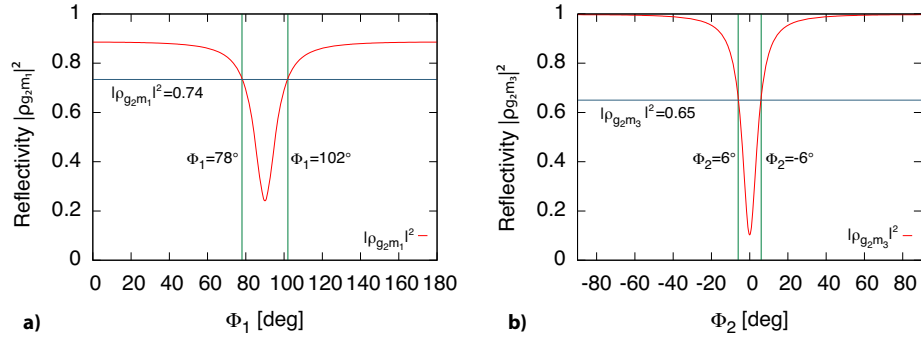 Reflectivity |ρg₂m₁|²
1
0.8
0.6
0.4
0.2
0
|ρg₂m₁|²=0.74
Φ₁=78° Φ₁=102°
|ρg₂m₁|²
0 20 40 60 80 100 120 140 160 180
a) Φ₁ [deg]
Reflectivity |ρg₂m₃|²
1
0.8
0.6
0.4
0.2
0
|ρg₂m₃|²=0.65
Φ₂=6° Φ₂=-6°
|ρg₂m₃|²
-80 -60 -40 -20 0 20 40 60 80
b) Φ₂ [deg]